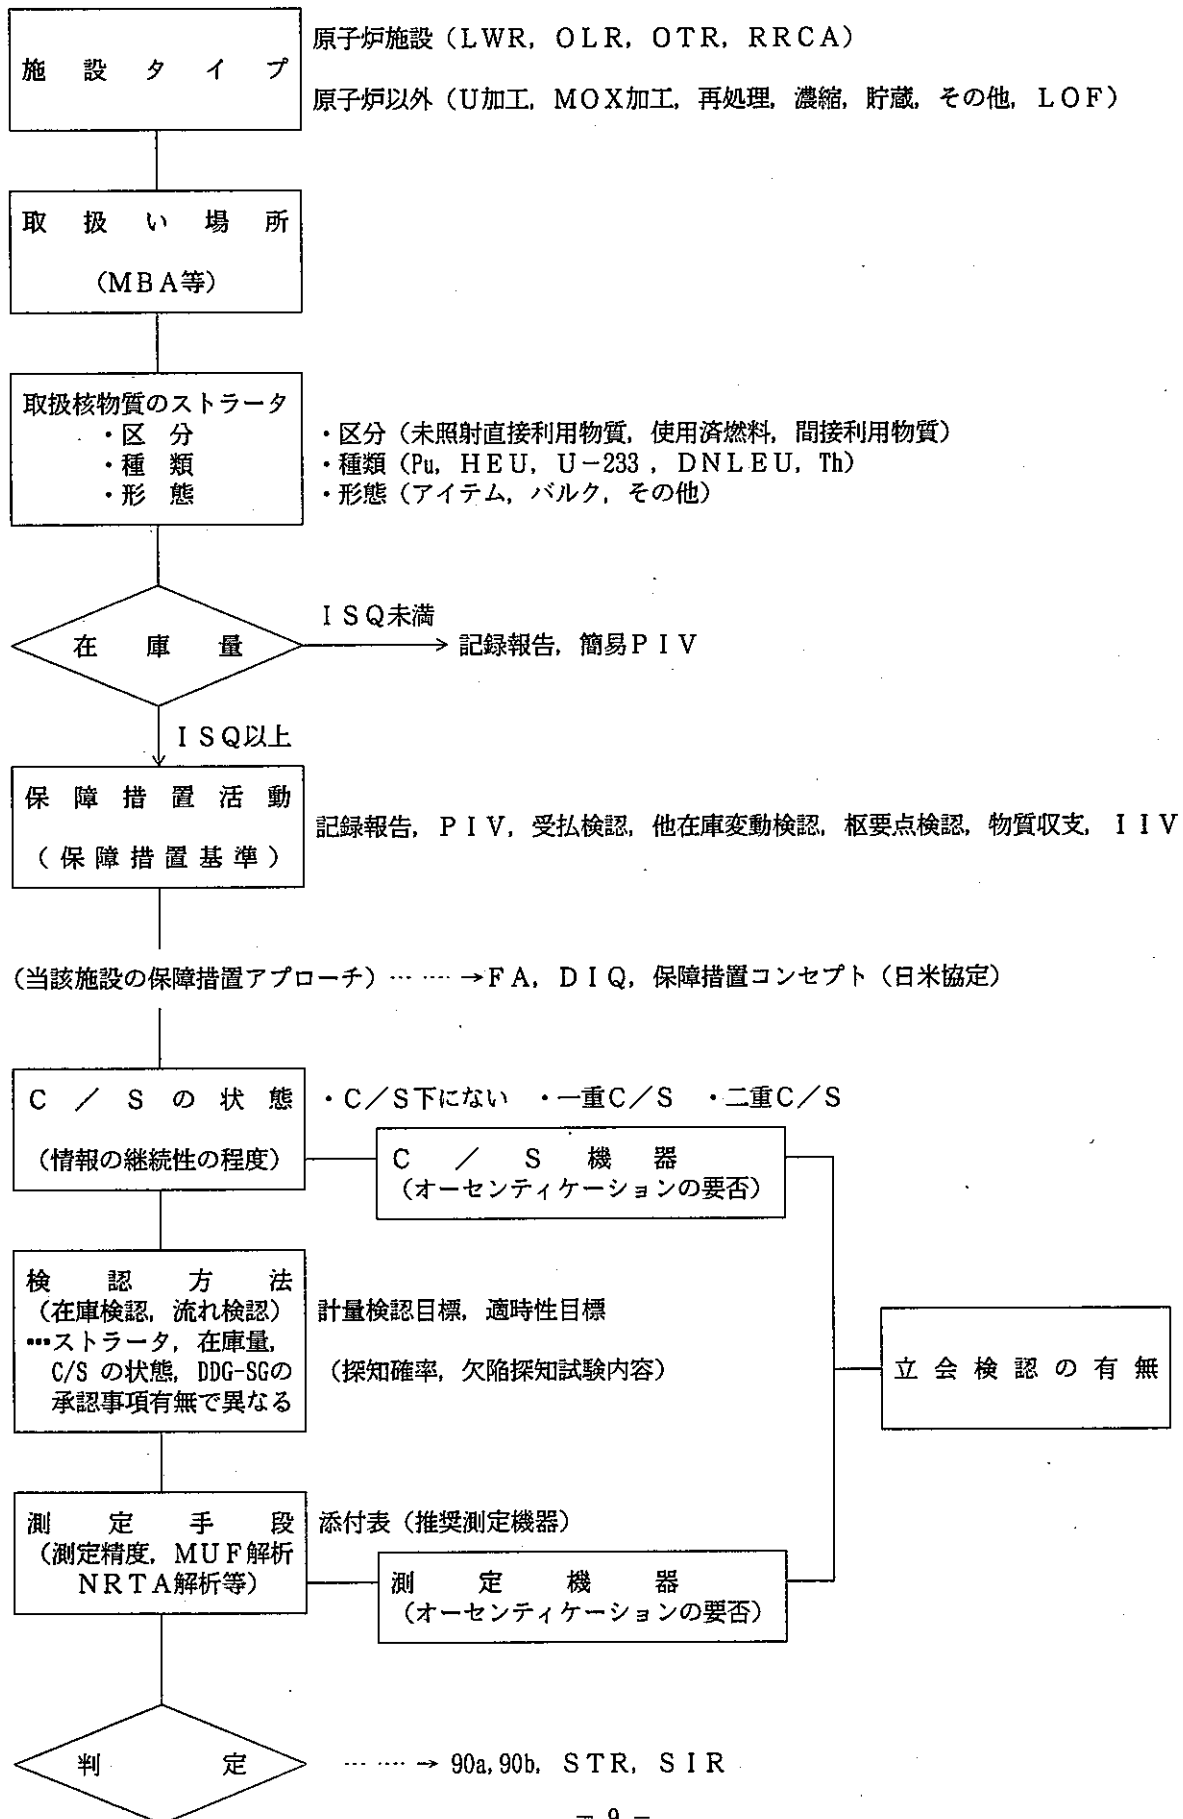 原子炉施設（LWR，OLR，OTR，RRCA）
施設タイプ
原子炉以外（U加工，MOX加工，再処理，濃縮，貯蔵，その他，LOF）
取扱い場所
（MBA等）
取扱核物質のストラータ
・区分
・種類
・形態
・区分（未照射直接利用物質，使用済燃料，間接利用物質）
・種類（Pu，HEU，U－233，DNLEU，Th）
・形態（アイテム，バルク，その他）
在庫量
ISQ未満
記録報告，簡易PIV
ISQ以上
保障措置活動
（保障措置基準）
記録報告，PIV，受払検認，他在庫変動検認，枢要点検認，物質収支，IIV
（当該施設の保障措置アプローチ）…… →FA，DIQ，保障措置コンセプト（日米協定）
C／Sの状態
（情報の継続性の程度）
・C／S下にない ・一重C／S ・二重C／S
C／S機器
（オーセンティケーションの要否）
検認方法
（在庫検認，流れ検認）
…ストラータ，在庫量，
C/Sの状態，DDG-SGの
承認事項有無で異なる
計量検認目標，適時性目標
（探知確率，欠陥探知試験内容）
立会検認の有無
測定手段
（測定精度，MUF解析
NRTA解析等）
添付表（推奨測定機器）
測定機器
（オーセンティケーションの要否）
判定
…… → 90a,90b，STR，SIR
－ 9 －